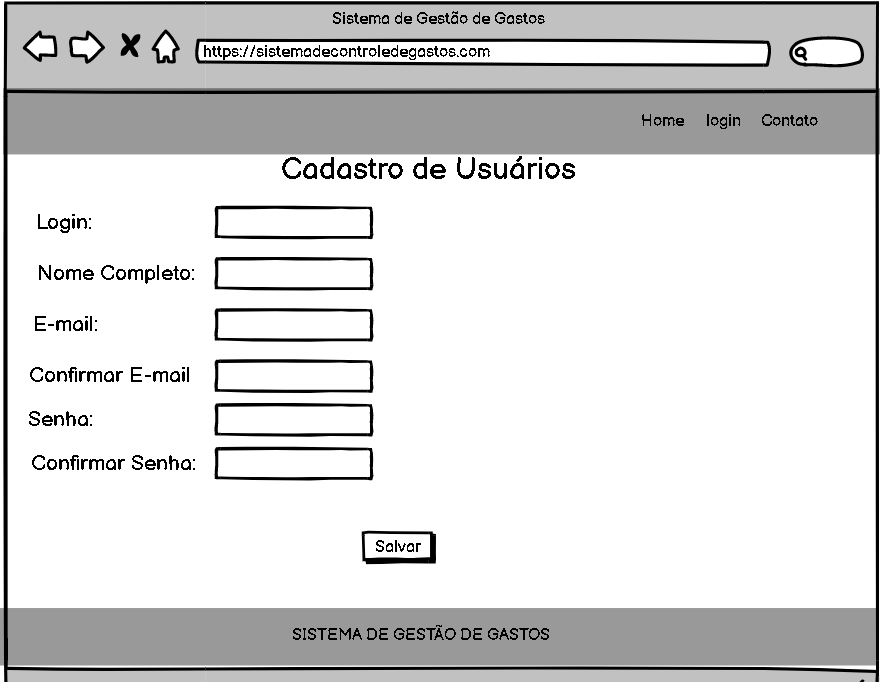 Sistema de Gestão de Gastos
https://sistemadecontroledegastos.com
Home login Contato
Cadastro de Usuários
Login:
Nome Completo:
E-mail:
Confirmar E-mail
Senha:
Confirmar Senha:
Salvar
SISTEMA DE GESTÃO DE GASTOS